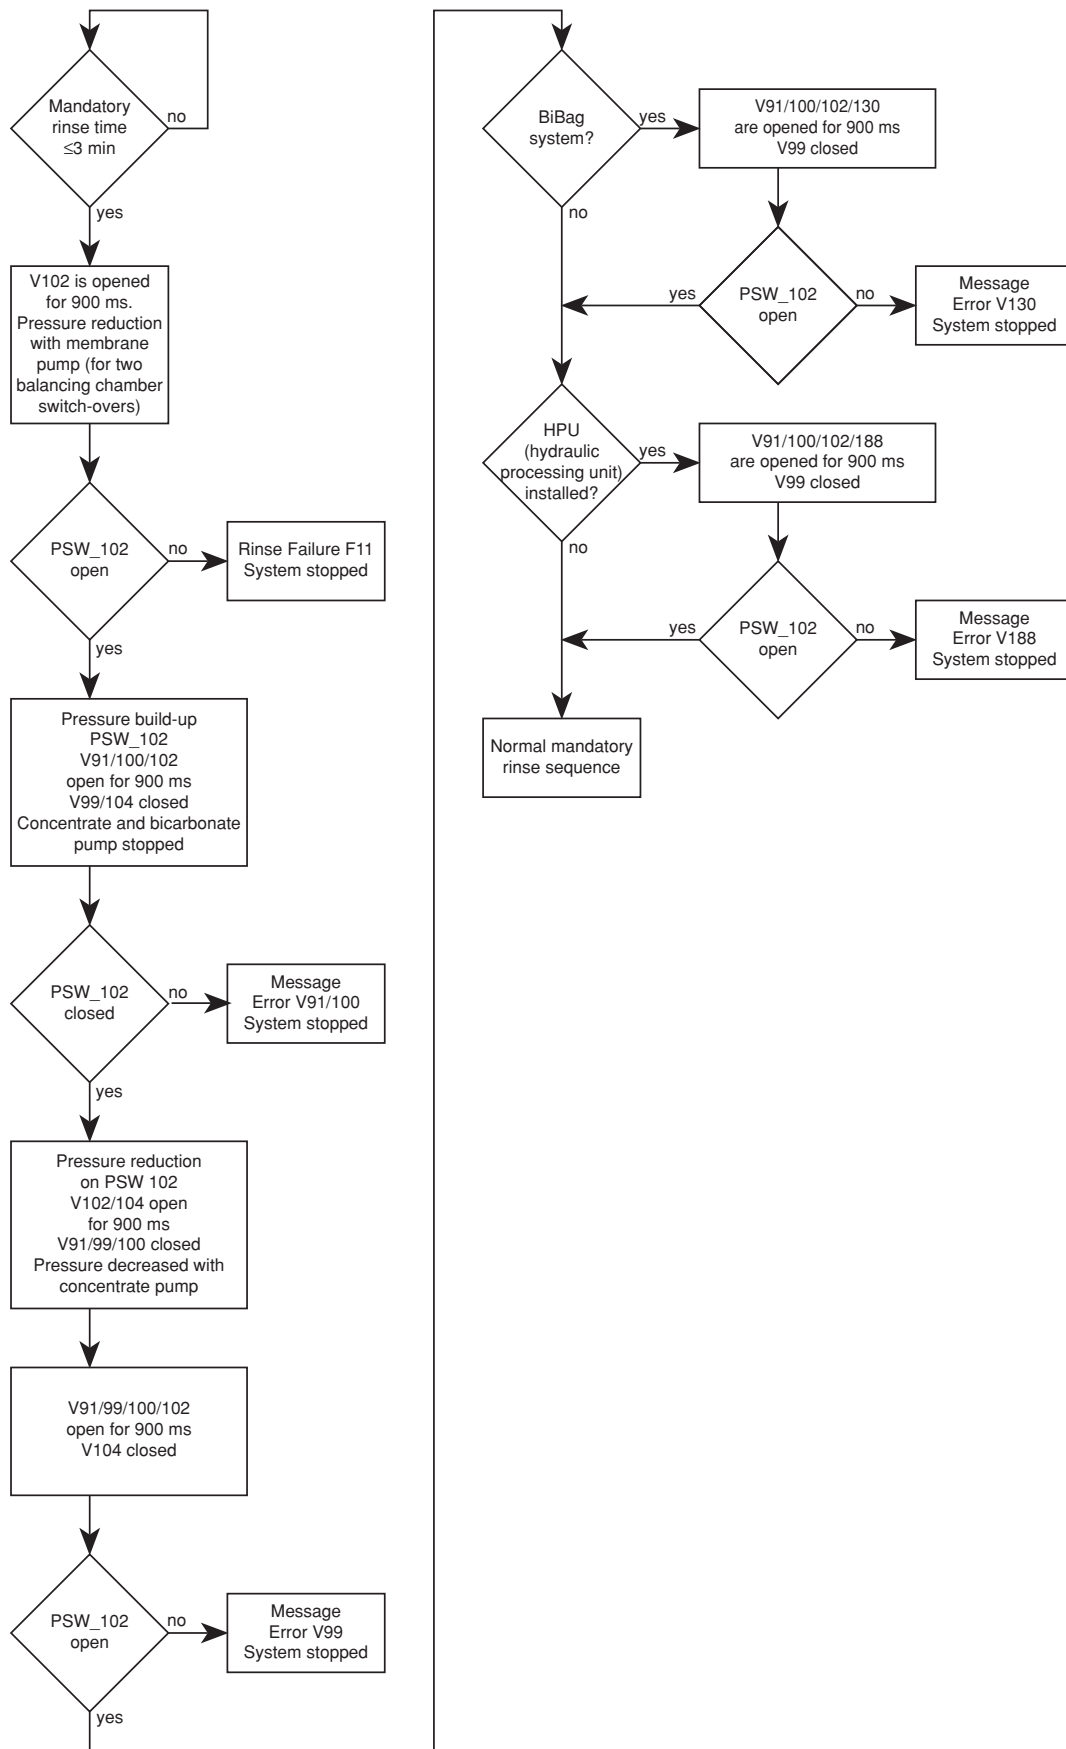 Mandatory
rinse time
≤3 min
no
yes
V102 is opened
for 900 ms.
Pressure reduction
with membrane
pump (for two
balancing chamber
switch-overs)
PSW_102
open
no
Rinse Failure F11
System stopped
yes
Pressure build-up
PSW_102
V91/100/102
open for 900 ms
V99/104 closed
Concentrate and bicarbonate
pump stopped
PSW_102
closed
no
Message
Error V91/100
System stopped
yes
Pressure reduction
on PSW 102
V102/104 open
for 900 ms
V91/99/100 closed
Pressure decreased with
concentrate pump
V91/99/100/102
open for 900 ms
V104 closed
PSW_102
open
no
Message
Error V99
System stopped
yes
BiBag
system?
yes
V91/100/102/130
are opened for 900 ms
V99 closed
no
yes
PSW_102
open
no
Message
Error V130
System stopped
HPU
(hydraulic
processing unit)
installed?
yes
V91/100/102/188
are opened for 900 ms
V99 closed
no
yes
PSW_102
open
no
Message
Error V188
System stopped
Normal mandatory
rinse sequence